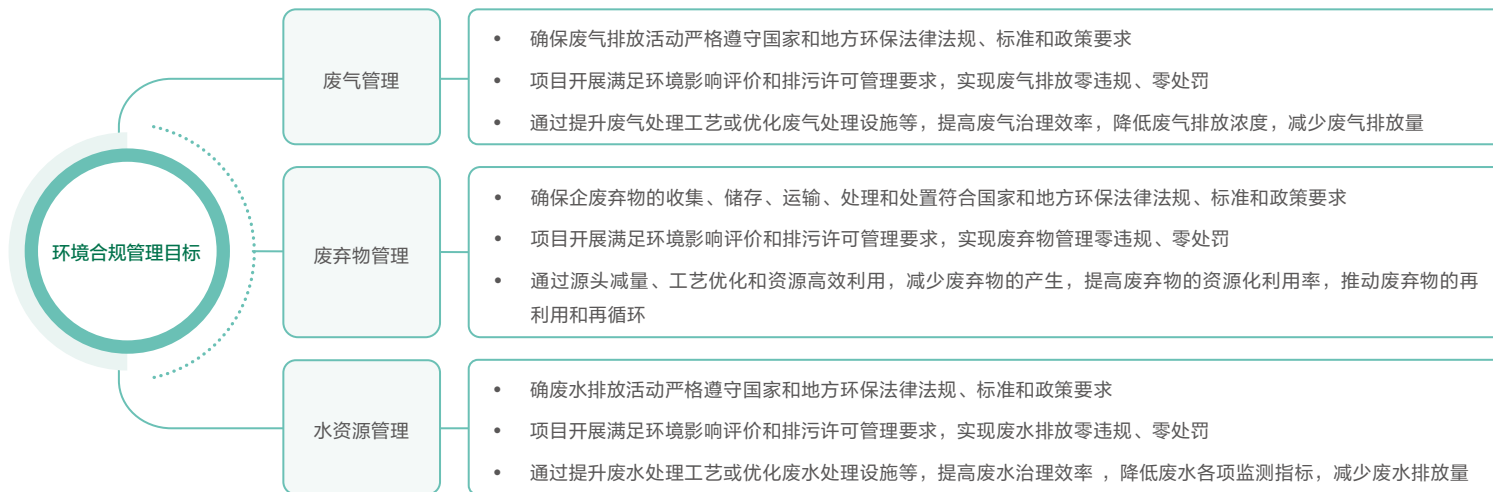 环境合规管理目标
废气管理
• 确保废气排放活动严格遵守国家和地方环保法律法规、标准和政策要求
• 项目开展满足环境影响评价和排污许可管理要求，实现废气排放零违规、零处罚
• 通过提升废气处理工艺或优化废气处理设施等，提高废气治理效率，降低废气排放浓度，减少废气排放量
废弃物管理
• 确保企废弃物的收集、储存、运输、处理和处置符合国家和地方环保法律法规、标准和政策要求
• 项目开展满足环境影响评价和排污许可管理要求，实现废弃物管理零违规、零处罚
• 通过源头减量、工艺优化和资源高效利用，减少废弃物的产生，提高废弃物的资源化利用率，推动废弃物的再
利用和再循环
水资源管理
• 确废水排放活动严格遵守国家和地方环保法律法规、标准和政策要求
• 项目开展满足环境影响评价和排污许可管理要求，实现废水排放零违规、零处罚
• 通过提升废水处理工艺或优化废水处理设施等，提高废水治理效率 ，降低废水各项监测指标，减少废水排放量